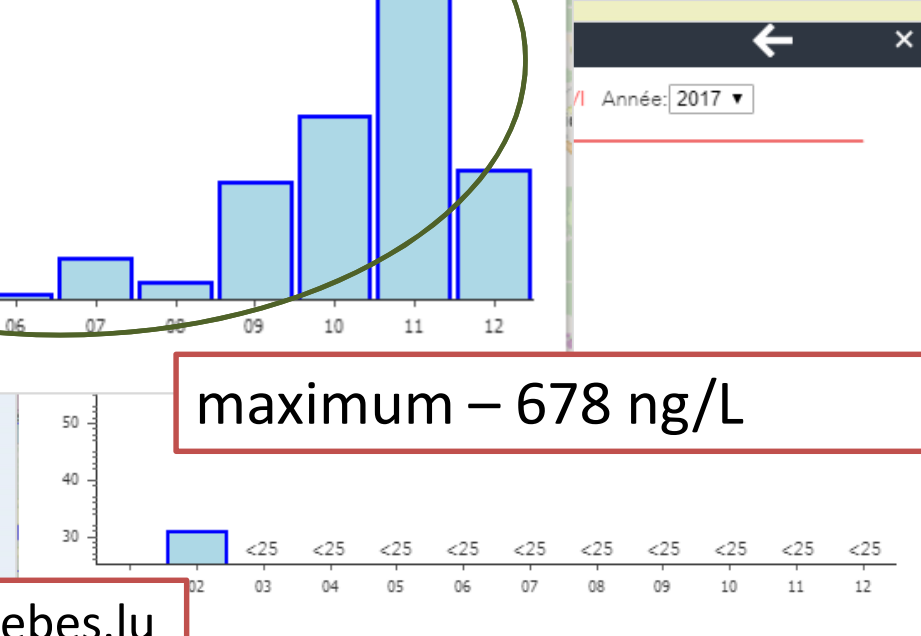 /l Année: 2017
06 07 08 09 10 11 12
maximum – 678 ng/L
50
40
30
<25 <25 <25 <25 <25 <25 <25 <25 <25 <25
02 03 04 05 06 07 08 09 10 11 12
ebes.lu